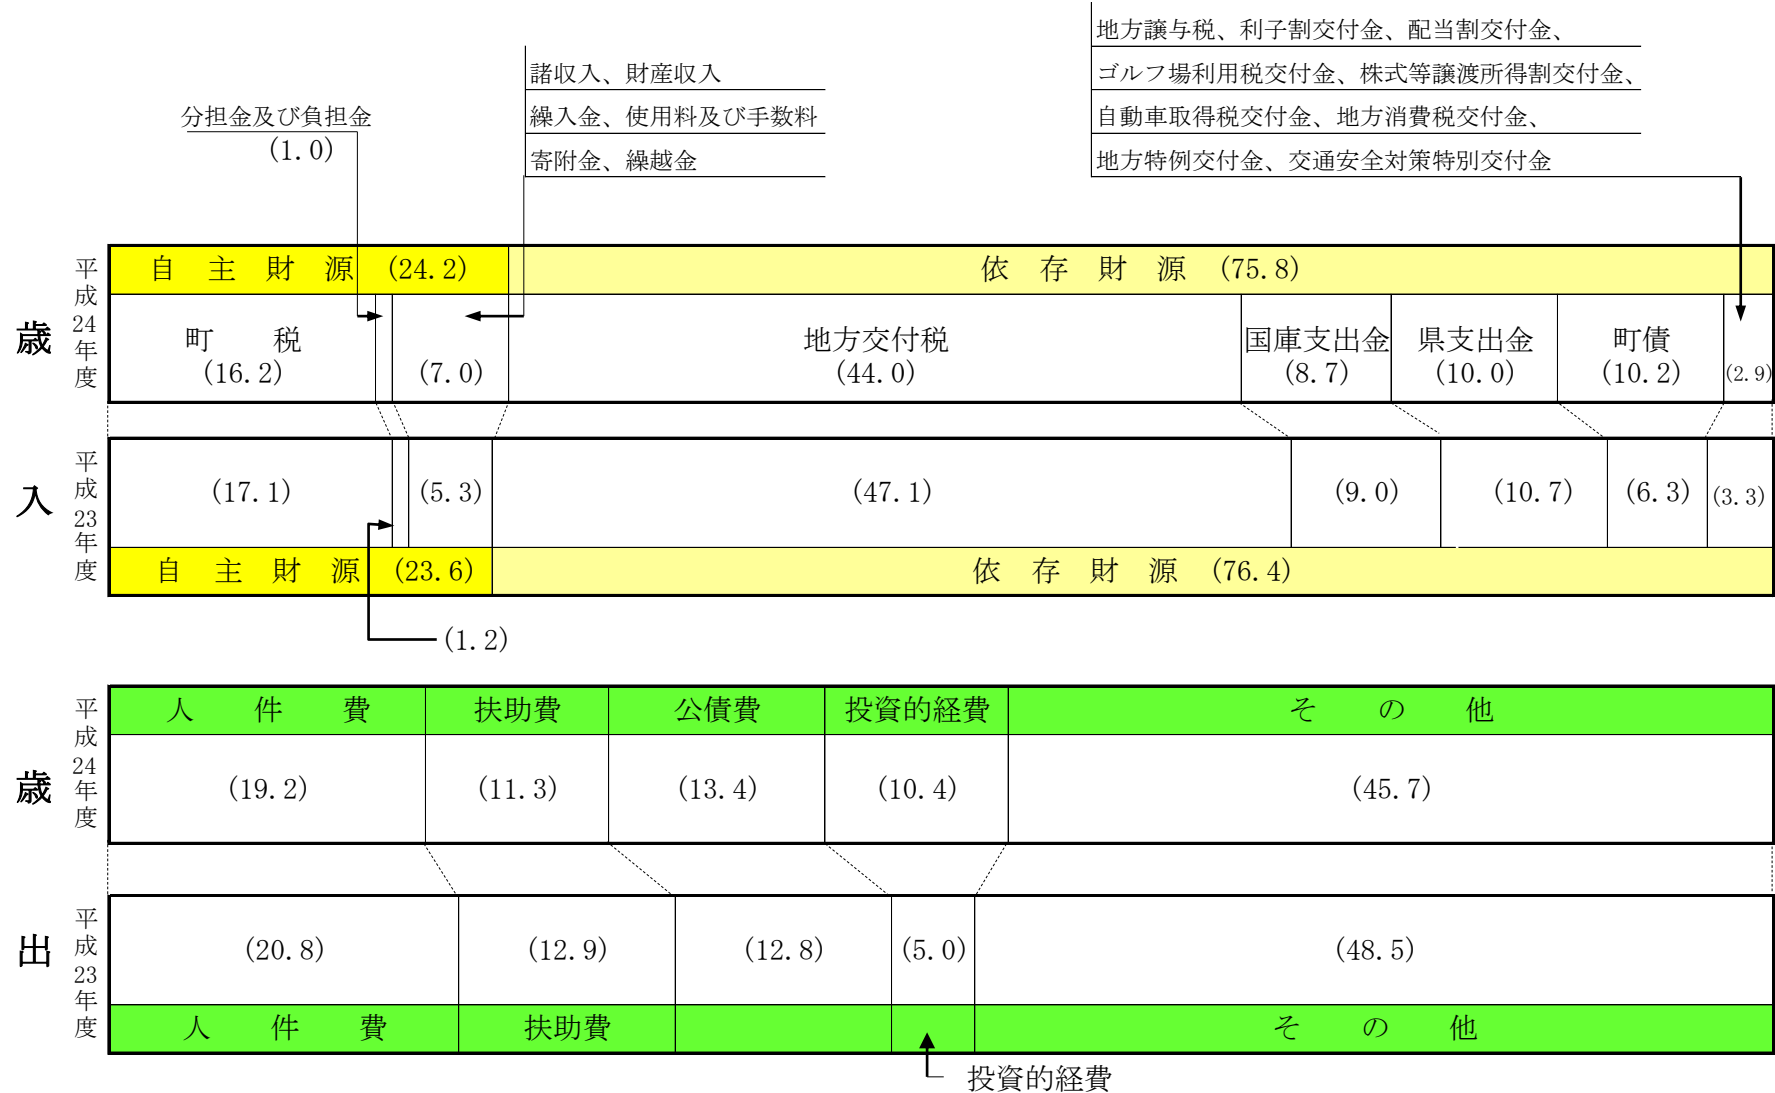 地方譲与税、利子割交付金、配当割交付金、
ゴルフ場利用税交付金、株式等譲渡所得割交付金、
自動車取得税交付金、地方消費税交付金、
地方特例交付金、交通安全対策特別交付金
諸収入、財産収入
繰入金、使用料及び手数料
寄附金、繰越金
分担金及び負担金
(1.0)
歳入
平成24年度
自主財源 (24.2)
依存財源 (75.8)
町税
(16.2)
(7.0)
地方交付税
(44.0)
国庫支出金
(8.7)
県支出金
(10.0)
町債
(10.2)
(2.9)
平成23年度
(17.1)
(5.3)
(47.1)
(9.0)
(10.7)
(6.3)
(3.3)
自主財源 (23.6)
依存財源 (76.4)
(1.2)
歳出
平成24年度
人件費
扶助費
公債費
投資的経費
その他
(19.2)
(11.3)
(13.4)
(10.4)
(45.7)
平成23年度
(20.8)
(12.9)
(12.8)
(5.0)
(48.5)
人件費
扶助費
その他
投資的経費